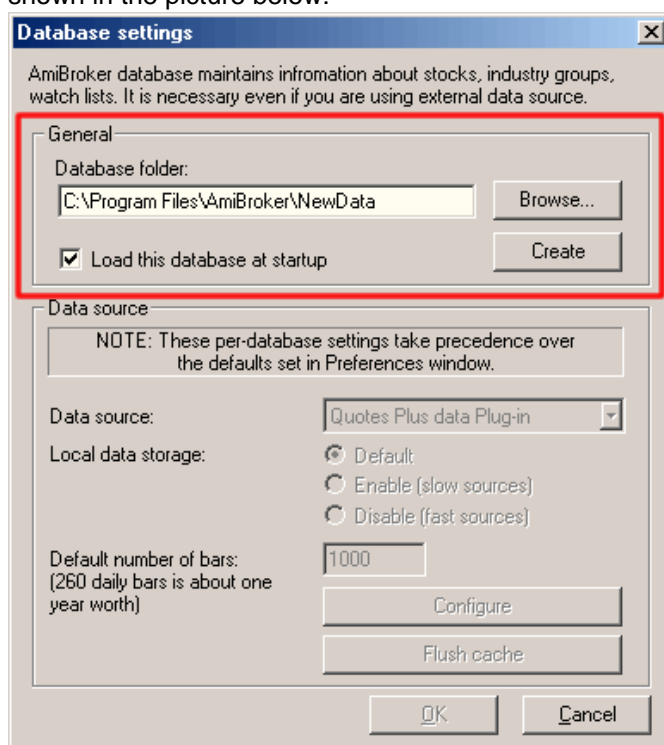 shown in the picture below.
Database settings
AmiBroker database maintains infromation about stocks, industry groups,
watch lists. It is necessary even if you are using external data source.
General
Database folder:
C:\Program Files\AmiBroker\NewData
Browse...
Load this database at startup
Create
Data source
NOTE: These per-database settings take precedence over
the defaults set in Preferences window.
Data source:
Quotes Plus data Plug-in
Local data storage:
Default
Enable (slow sources)
Disable (fast sources)
Default number of bars:
1000
(260 daily bars is about one
year worth)
Configure
Flush cache
OK
Cancel